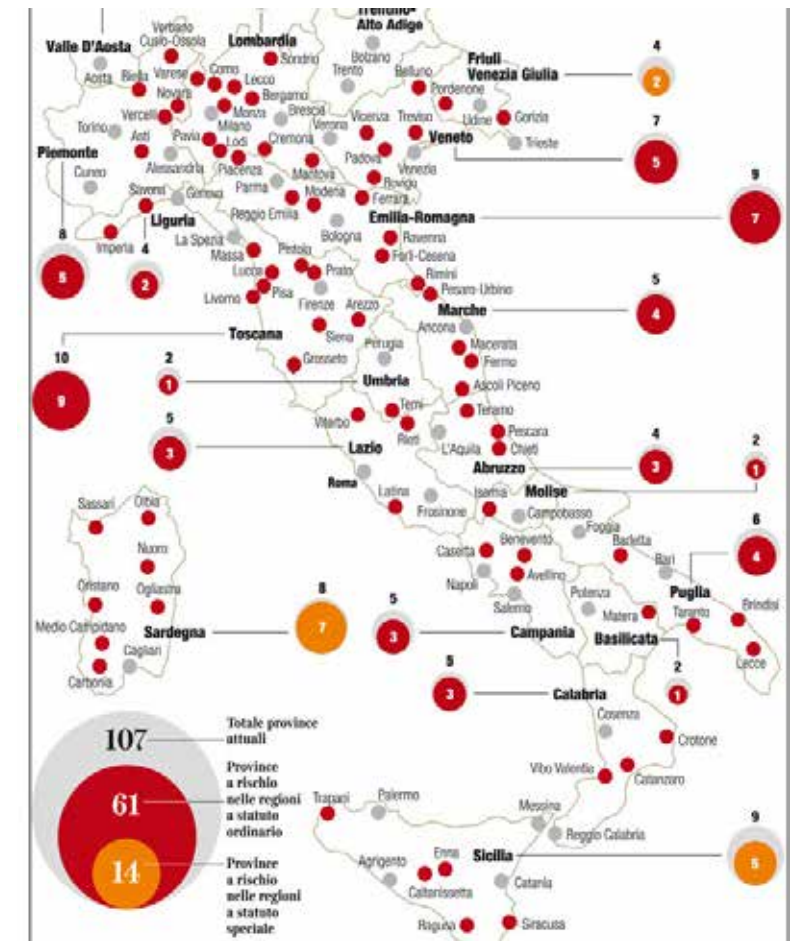 Trentino-
Alto Adige
Verbano
Cusio-Ossola
Valle D'Aosta
Lombardia
Bolzano
Sondrio
Friuli
Venezia Giulia
4
2
Aosta
Biella
Varese
Como
Lecco
Trento
Belluno
Pordenone
Novara
Bergamo
Vercelli
Monza
Brescia
Vicenza
Treviso
Udine
Gorizia
7
5
Torino
Asti
Pavia
Milano
Lodi
Cremona
Verona
Veneto
Trieste
Piemonte
Padova
Venezia
Alessandria
Piacenza
Mantova
Rovigo
9
7
Cuneo
Savona
Genova
Parma
Modena
Ferrara
Liguria
Reggio Emilia
Emilia-Romagna
Bologna
Imperia
La Spezia
Ravenna
8
5
4
2
Massa
Pistoia
Forlì-Cesena
Lucca
Prato
Rimini
5
4
Livorno
Pisa
Firenze
Arezzo
Pesaro-Urbino
Marche
Toscana
Siena
Ancona
Perugia
Macerata
10
9
2
1
Grosseto
Fermo
Umbria
Ascoli Piceno
5
3
Viterbo
Terni
Teramo
Rieti
Pescara
Lazio
L'Aquila
Chieti
4
3
2
1
Abruzzo
Roma
Isernia
Molise
Latina
Sassari
Olbia
Frosinone
Campobasso
Foggia
Barletta
6
4
Nuoro
Caserta
Benevento
Bari
Oristano
Ogliastra
Napoli
Avellino
Potenza
Puglia
8
7
5
3
Salerno
Matera
Taranto
Brindisi
Medio Campidano
Sardegna
Campania
Basilicata
Cagliari
Lecce
Carbonia
5
3
Calabria
2
1
Cosenza
107
Totale province
attuali
Crotone
Vibo Valentia
Catanzaro
61
Province
a rischio
nelle regioni
a statuto
ordinario
Trapani
Palermo
Messina
Reggio Calabria
9
5
14
Province
a rischio
nelle regioni
a statuto
speciale
Agrigento
Enna
Sicilia
Caltanissetta
Catania
Ragusa
Siracusa